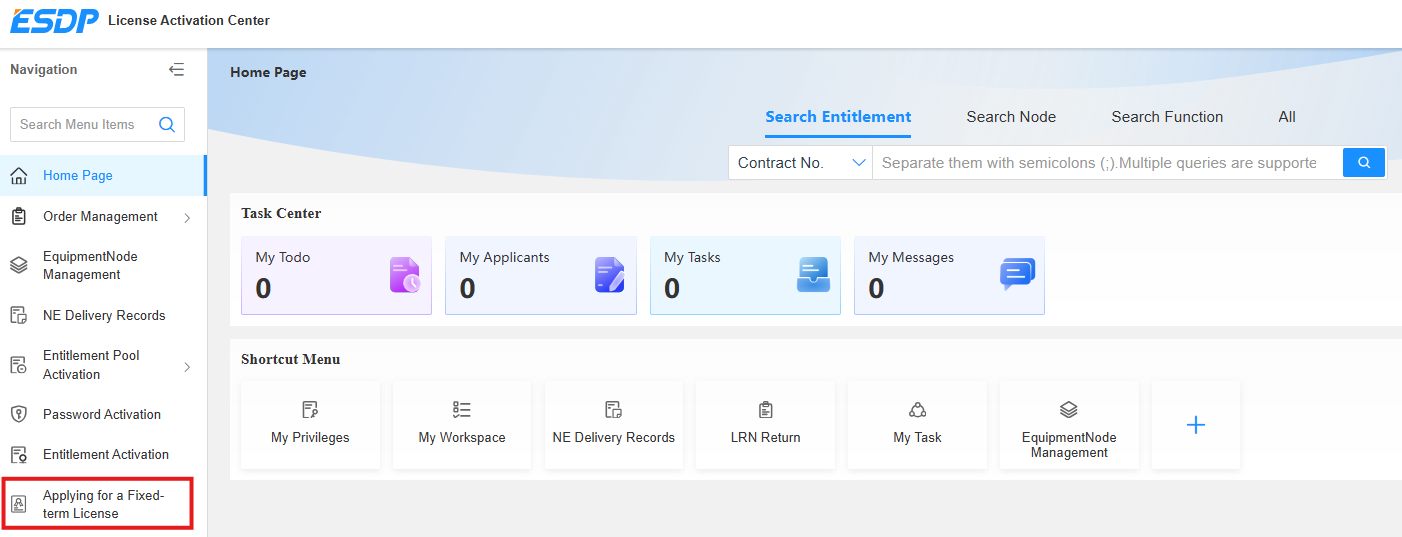 ESDP License Activation Center
Navigation
Search Menu Items
Home Page
Order Management
EquipmentNode
Management
NE Delivery Records
Entitlement Pool
Activation
Password Activation
Entitlement Activation
Applying for a Fixed-
term License
Home Page
Search Entitlement Search Node Search Function All
Contract No. Separate them with semicolons (;).Multiple queries are supporte
Task Center
My Todo
0
My Applicants
0
My Tasks
0
My Messages
0
Shortcut Menu
My Privileges
My Workspace
NE Delivery Records
LRN Return
My Task
EquipmentNode
Management